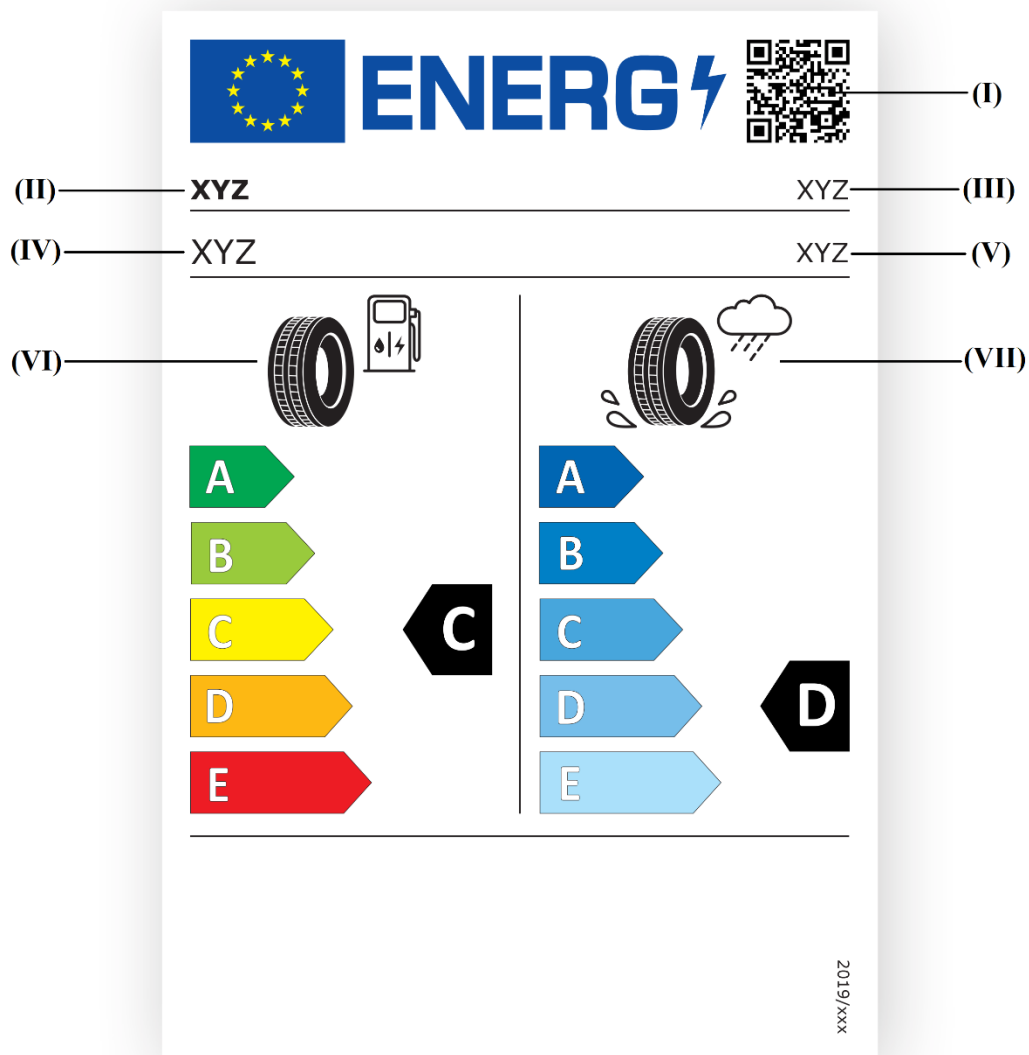 ENERG
(I)
(II) XYZ XYZ (III)
(IV) XYZ XYZ (V)
(VI) (VII)
A A
B B
C C C
D D D
E E
2019/xxx